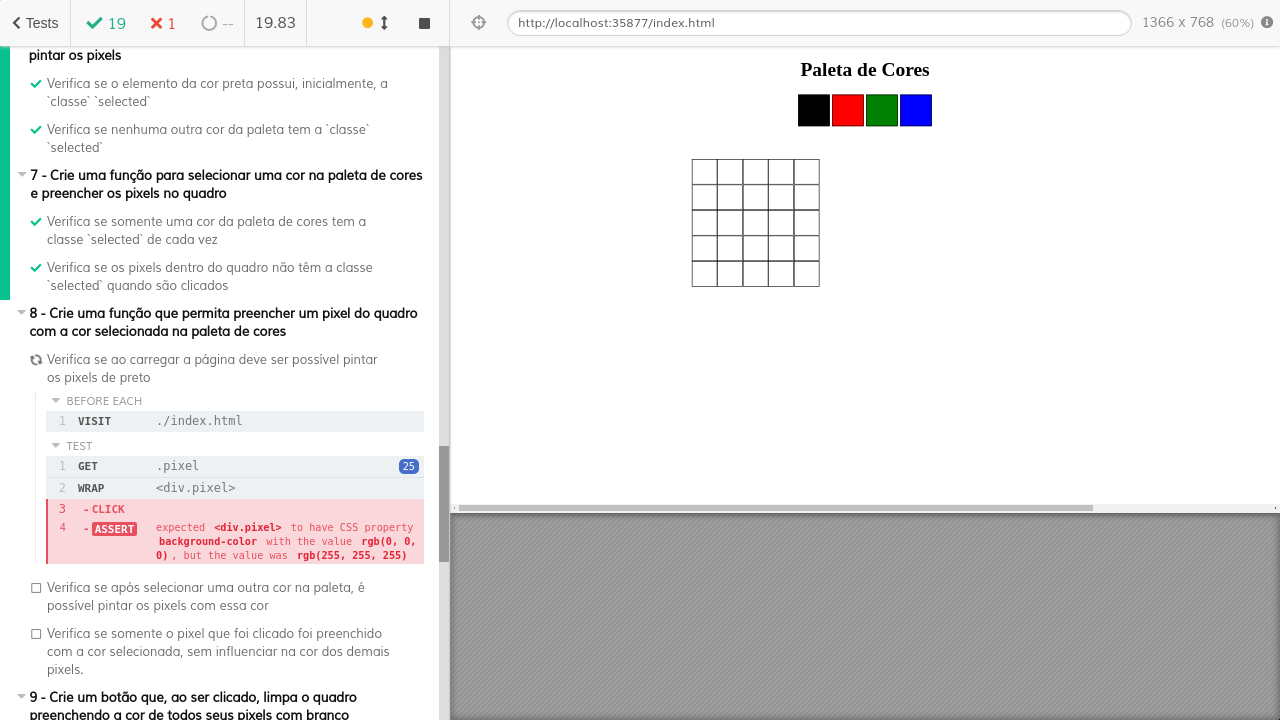 Tests
19
1
--
19.83
http://localhost:35877/index.html
1366 x 768 (60%)
pintar os pixels
Verifica se o elemento da cor preta possui, inicialmente, a
`classe` `selected`
Verifica se nenhuma outra cor da paleta tem a `classe`
`selected`
7 - Crie uma função para selecionar uma cor na paleta de cores
e preencher os pixels no quadro
Verifica se somente uma cor da paleta de cores tem a
classe `selected` de cada vez
Verifica se os pixels dentro do quadro não têm a classe
`selected` quando são clicados
8 - Crie uma função que permita preencher um pixel do quadro
com a cor selecionada na paleta de cores
Verifica se ao carregar a página deve ser possível pintar
os pixels de preto
BEFORE EACH
1 VISIT ./index.html
TEST
1 GET .pixel 25
2 WRAP <div.pixel>
3 - CLICK
4 - ASSERT expected <div.pixel> to have CSS property
background-color with the value rgb(0, 0,
0) , but the value was rgb(255, 255, 255)
Verifica se após selecionar uma outra cor na paleta, é
possível pintar os pixels com essa cor
Verifica se somente o pixel que foi clicado foi preenchido
com a cor selecionada, sem influenciar na cor dos demais
pixels.
9 - Crie um botão que, ao ser clicado, limpa o quadro
preenchendo a cor de todos seus pixels com branco
Paleta de Cores